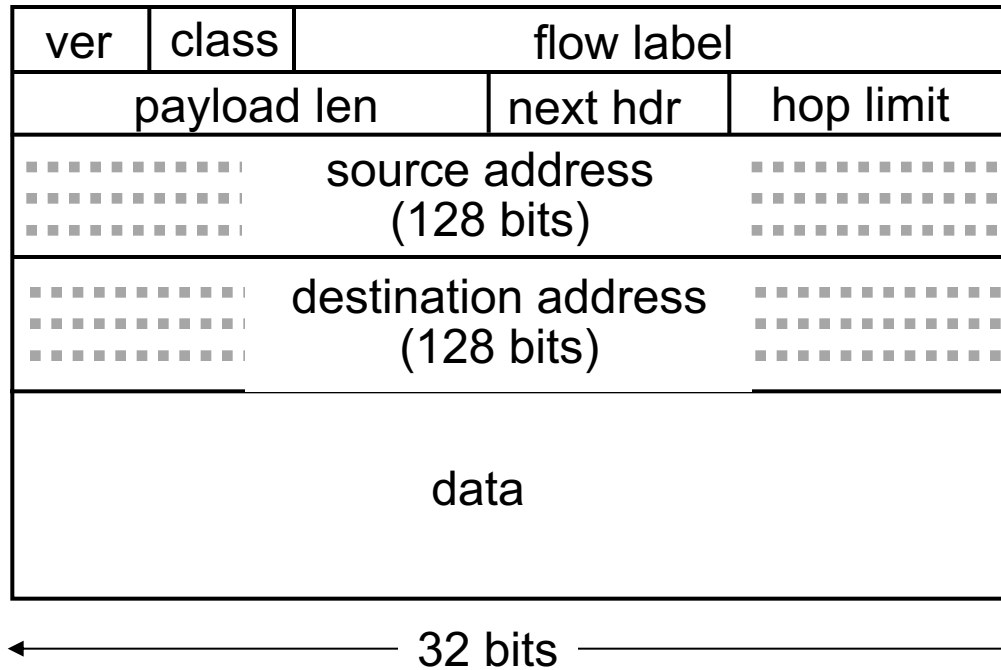 ver class flow label
payload len next hdr hop limit
source address
(128 bits)
destination address
(128 bits)
data
32 bits